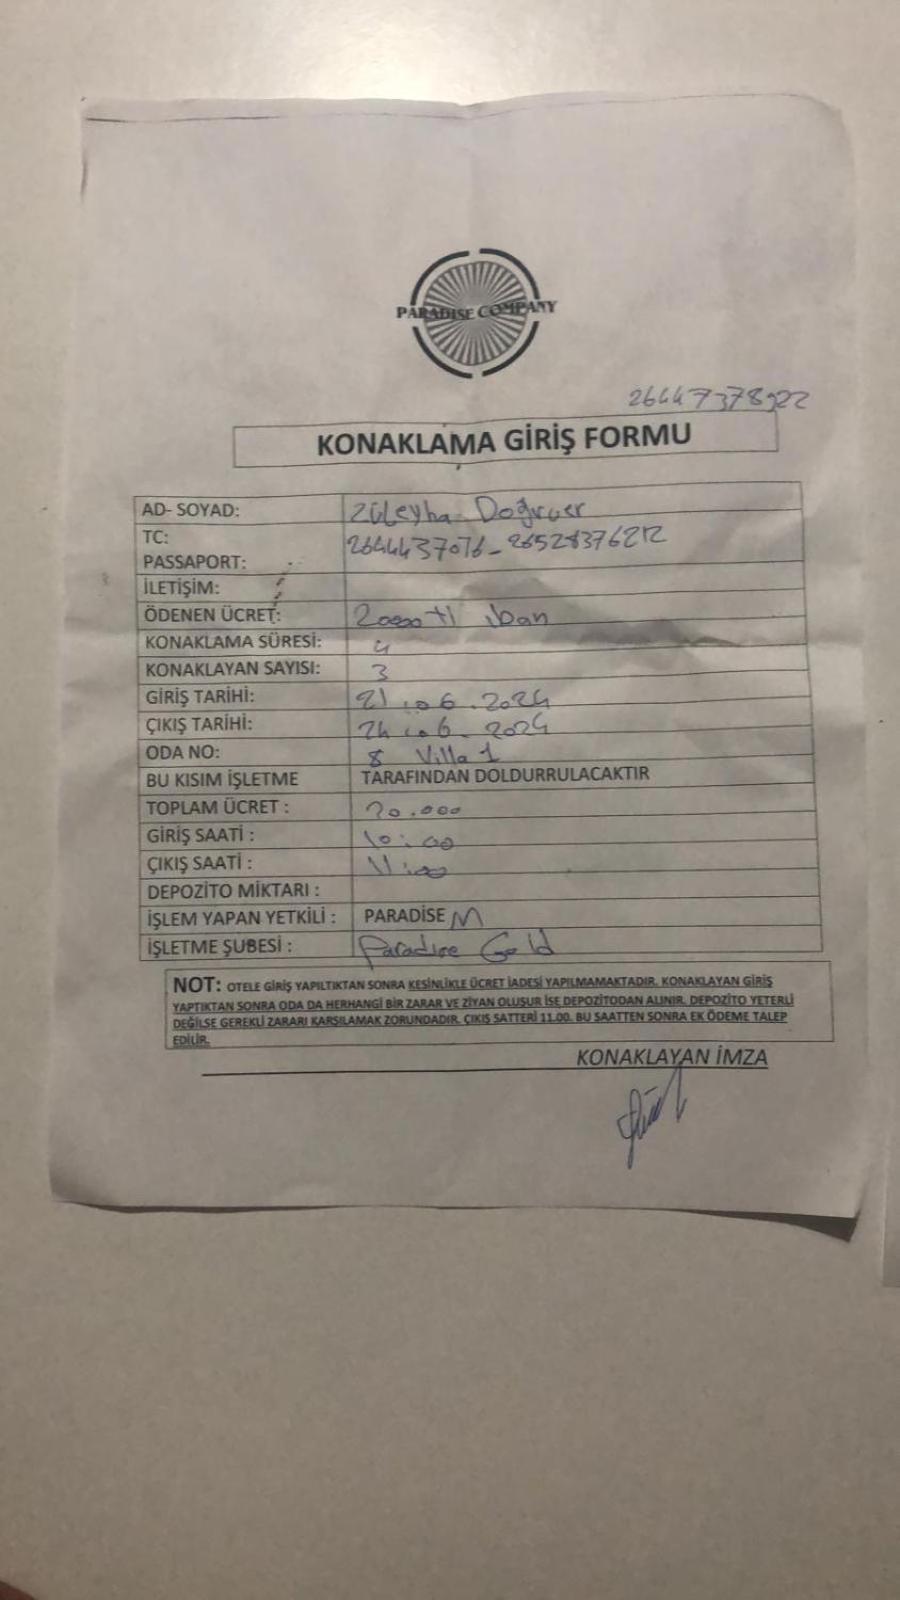 PARADISE COMPANY
26447378922
KONAKLAMA GİRİŞ FORMU
AD- SOYAD: Züleyha Doğruer
TC: 2644437076-26528376212
PASSAPORT:
İLETİŞİM:
ÖDENEN ÜCRET: 20000 tl iban
KONAKLAMA SÜRESİ: 4
KONAKLAYAN SAYISI: 3
GİRİŞ TARİHİ: 21.06.2024
ÇIKIŞ TARİHİ: 24.06.2024
ODA NO: 8 Villa 1
BU KISIM İŞLETME TARAFINDAN DOLDURRULACAKTIR
TOPLAM ÜCRET : 20.000
GİRİŞ SAATİ : 10:00
ÇIKIŞ SAATİ : 11:00
DEPOZİTO MİKTARI :
İŞLEM YAPAN YETKİLİ : PARADİSE M
İŞLETME ŞUBESİ : Paradise Gold
NOT: OTELE GİRİŞ YAPILTIKTAN SONRA KESİNLİKLE ÜCRET İADESİ YAPILMAMAKTADIR. KONAKLAYAN GİRİŞ
YAPTIKTAN SONRA ODA DA HERHANGİ BİR ZARAR VE ZİYAN OLUŞUR İSE DEPOZİTODAN ALINIR. DEPOZİTO YETERLİ
DEĞİLSE GEREKLİ ZARARI KARŞILAMAK ZORUNDADIR. ÇIKIŞ SATTERİ 11.00. BU SAATTEN SONRA EK ÖDEME TALEP
EDİLİR.
KONAKLAYAN İMZA